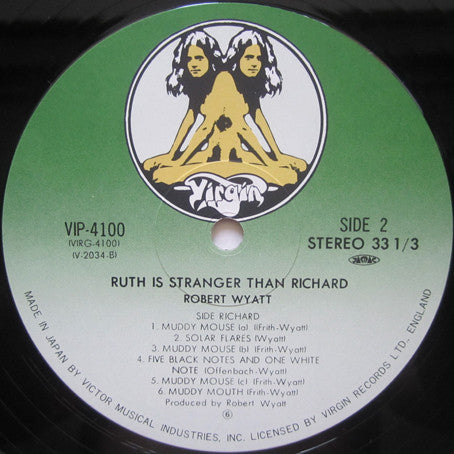 Virgin
VIP-4100
(VIRG-4100)
(V-2034-B)
SIDE 2
STEREO 33 1/3
RUTH IS STRANGER THAN RICHARD
ROBERT WYATT
SIDE RICHARD
1. MUDDY MOUSE (a) (Frith-Wyatt)
2. SOLAR FLARES (Wyatt)
3. MUDDY MOUSE (b) (Frith-Wyatt)
4. FIVE BLACK NOTES AND ONE WHITE
NOTE (Offenbach-Wyatt)
5. MUDDY MOUSE (c) (Frith-Wyatt)
6. MUDDY MOUTH (Frith-Wyatt)
Produced by Robert Wyatt
6
MADE IN JAPAN BY VICTOR MUSICAL INDUSTRIES, INC. LICENSED BY VIRGIN RECORDS LTD., ENGLAND